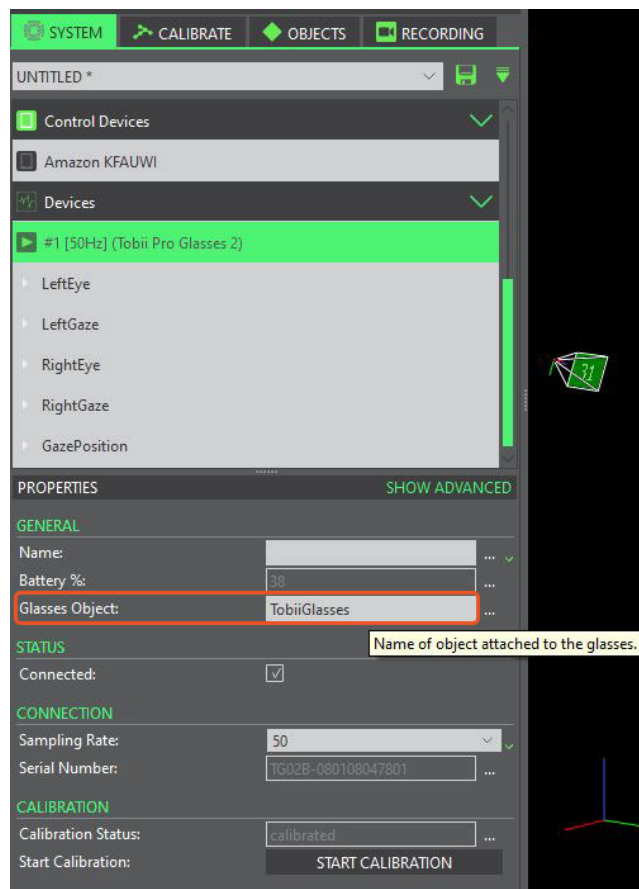 SYSTEM CALIBRATE OBJECTS RECORDING
UNTITLED *
Control Devices
Amazon KFAUWI
Devices
#1 [50Hz] (Tobii Pro Glasses 2)
LeftEye
LeftGaze
RightEye
RightGaze
GazePosition
31
PROPERTIES SHOW ADVANCED
GENERAL
Name: ...
Battery %: 38 ...
Glasses Object: TobiiGlasses ...
Name of object attached to the glasses.
STATUS
Connected:
CONNECTION
Sampling Rate: 50
Serial Number: TG02B-080108047801 ...
CALIBRATION
Calibration Status: calibrated ...
Start Calibration: START CALIBRATION